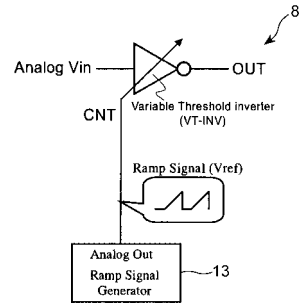 8
Analog Vin
OUT
Variable Threshold inverter
(VT-INV)
CNT
Ramp Signal (Vref)
Analog Out
Ramp Signal
Generator
13